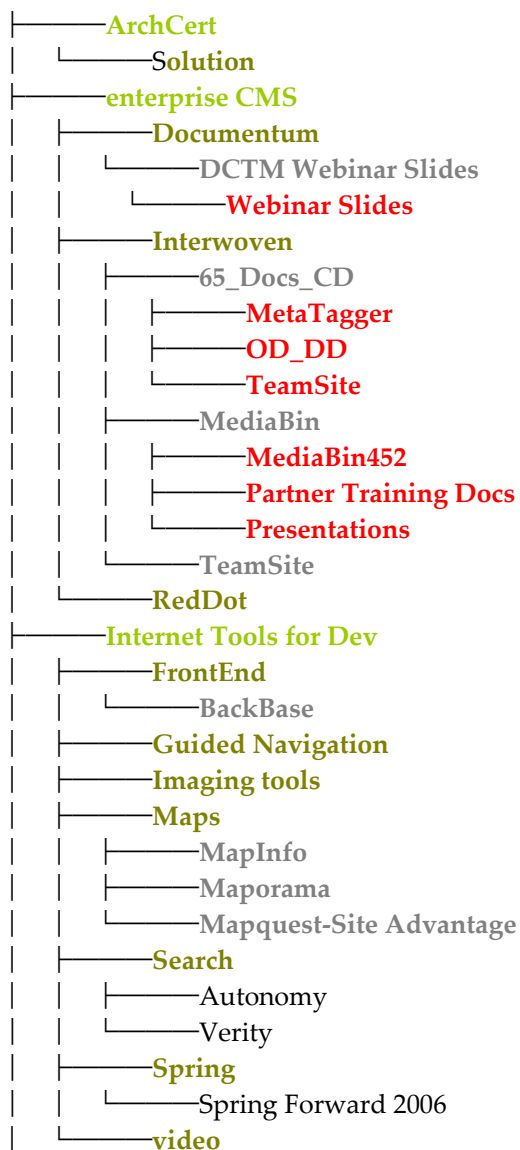 ArchCert
Solution
enterprise CMS
Documentum
DCTM Webinar Slides
Webinar Slides
Interwoven
65_Docs_CD
MetaTagger
OD_DD
TeamSite
MediaBin
MediaBin452
Partner Training Docs
Presentations
TeamSite
RedDot
Internet Tools for Dev
FrontEnd
BackBase
Guided Navigation
Imaging tools
Maps
MapInfo
Maporama
Mapquest-Site Advantage
Search
Autonomy
Verity
Spring
Spring Forward 2006
video